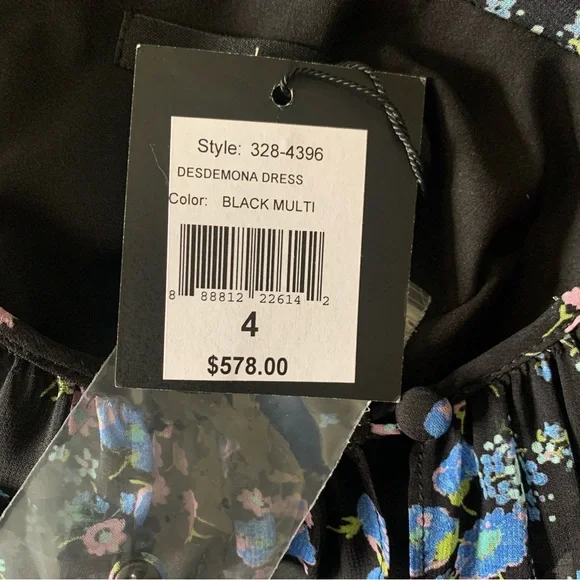 Style: 328-4396
DESDEMONA DRESS
Color: BLACK MULTI
8 88812 22614 2
4
$578.00